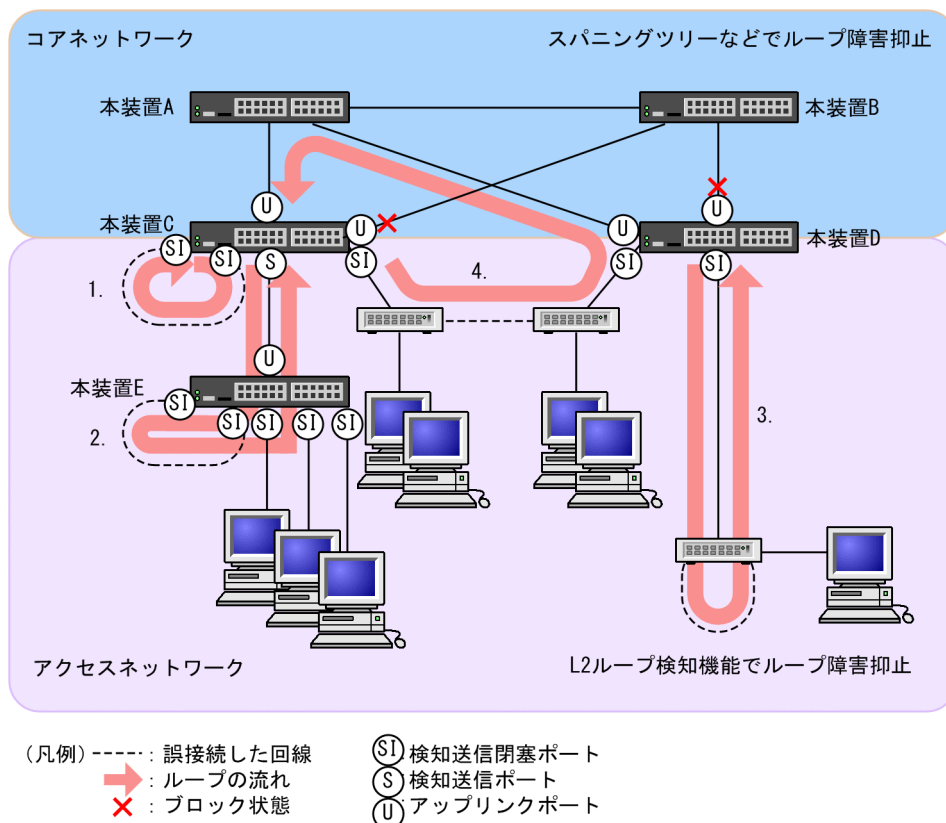 コアネットワーク
スパニングツリーなどでループ障害抑止
本装置A
本装置B
U
U
本装置C
U
U
本装置D
SI
SI
S
SI
SI
SI
1.
4.
U
本装置E
SI
SI
SI
SI
SI
2.
3.
アクセスネットワーク
L2ループ検知機能でループ障害抑止
(凡例) : 誤接続した回線
: ループの流れ
: ブロック状態
SI : 検知送信閉塞ポート
S : 検知送信ポート
U : アップリンクポート